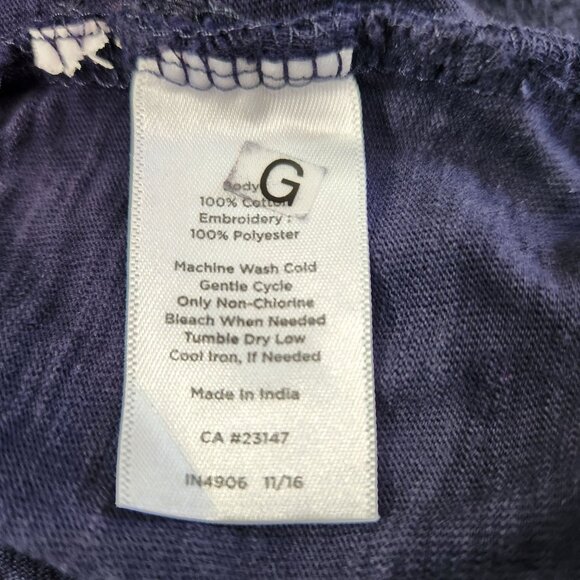 G
Body
100% Cotton
Embroidery :
100% Polyester
Machine Wash Cold
Gentle Cycle
Only Non-Chlorine
Bleach When Needed
Tumble Dry Low
Cool Iron, If Needed
Made In India
CA #23147
IN4906 11/16